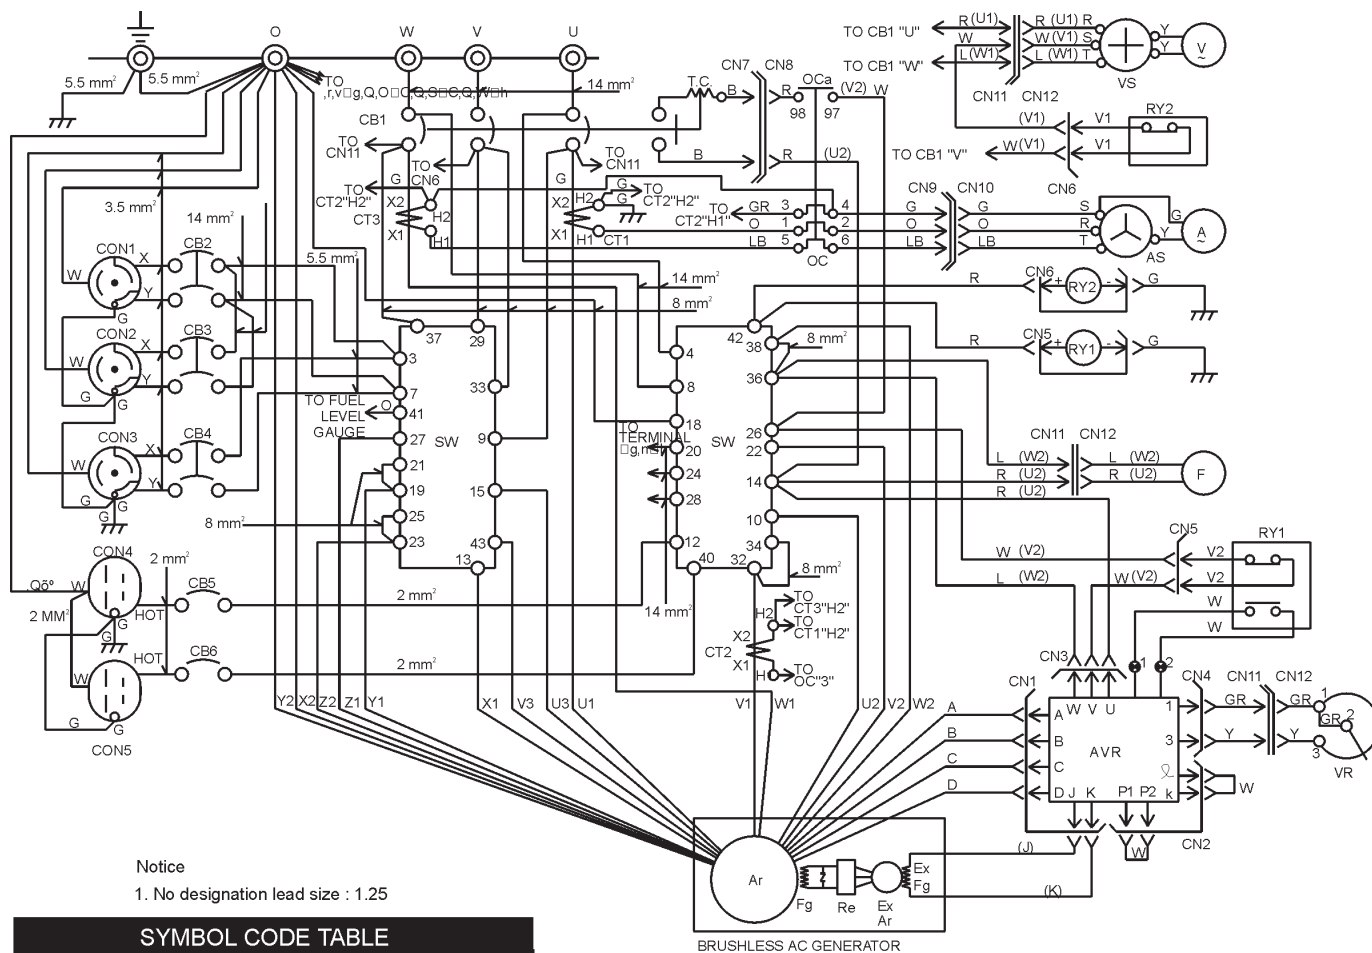 O W V U
5.5 mm² 5.5 mm² TO 14 mm²
CB1
T.C. B CN7 CN8 R OCa (V2) W
98 97
TO CB1 "U" R (U1) R (U1) R
W W (V1) S
TO CB1 "W" L (W1) L (W1) T
Y Y V ~
VS
CN11 CN12
(V1) V1 RY2
TO CB1 "V" W (V1) V1
CN6
TO CN11 TO CN6 TO CN11
B R (U2)
G G
TO CT2"H2" X2 H2 X2 H2 G G TO CT2"H2"
CT3 X1 H1 X1 H1 CT1
TO CT2"H1" GR 3 4 G CN9 CN10 G S
O 1 2 O O R
LB 5 6 LB LB T
OC
G Y A ~
AS
3.5 mm²
14 mm²
5.5 mm²
14 mm²
8 mm²
CON1 X CB2
W Y
G
CON2 X CB3
W Y
G G
CON3 X CB4
W Y
G G
R CN6 + RY2 - G
R CN5 + RY1 - G
37 29
3
7
33
TO FUEL LEVEL GAUGE O 41
27 SW 9
21
19 15
25
23 43
13
8 mm²
42
38 8 mm²
4 36
8
18 26
TO TERMINAL SW 22
20
24 14
28
10
12 34
40 32
8 mm²
14 mm²
CN11 CN12
L (W2) L (W2)
R (U2) R (U2) F
R (U2)
CN5 RY1
W (V2) V2
L (W2) W (V2) V2
W
W
CON4 2 mm² CB5
W HOT
2 MM² G G
2 mm²
HOT CB6
W
G G
CON5
2 mm²
H2 TO CT3"H2"
TO CT1"H2"
X2
CT2
X1
H1 TO OC"3"
Y2 X2 Z2 Z1 Y1 X1 V3 U3 U1 V1 W1 U2 V2 W2
CN3 1 2
CN1 CN4 CN11 CN12
A A W V U 1 GR GR 1
GR 2
B B AVR 3 Y Y 3
VR
C C
D D J K P1 P2 k W
W CN2
(J)
(K)
Ar
Fg Re Ex Ar Ex Fg
BRUSHLESS AC GENERATOR
Notice
1. No designation lead size : 1.25
SYMBOL CODE TABLE